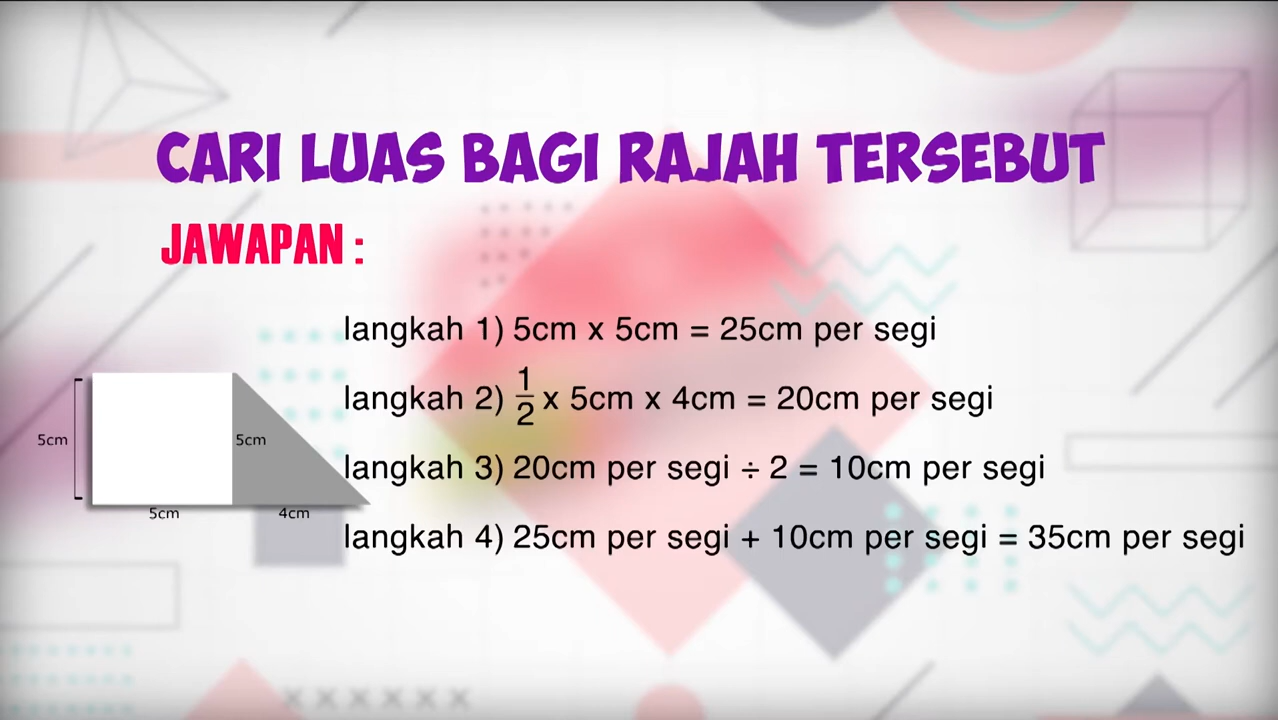 CARI LUAS BAGI RAJAH TERSEBUT
JAWAPAN :
langkah 1) 5cm x 5cm = 25cm per segi
langkah 2) 1/2 x 5cm x 4cm = 20cm per segi
langkah 3) 20cm per segi ÷ 2 = 10cm per segi
langkah 4) 25cm per segi + 10cm per segi = 35cm per segi
5cm
5cm
5cm
4cm